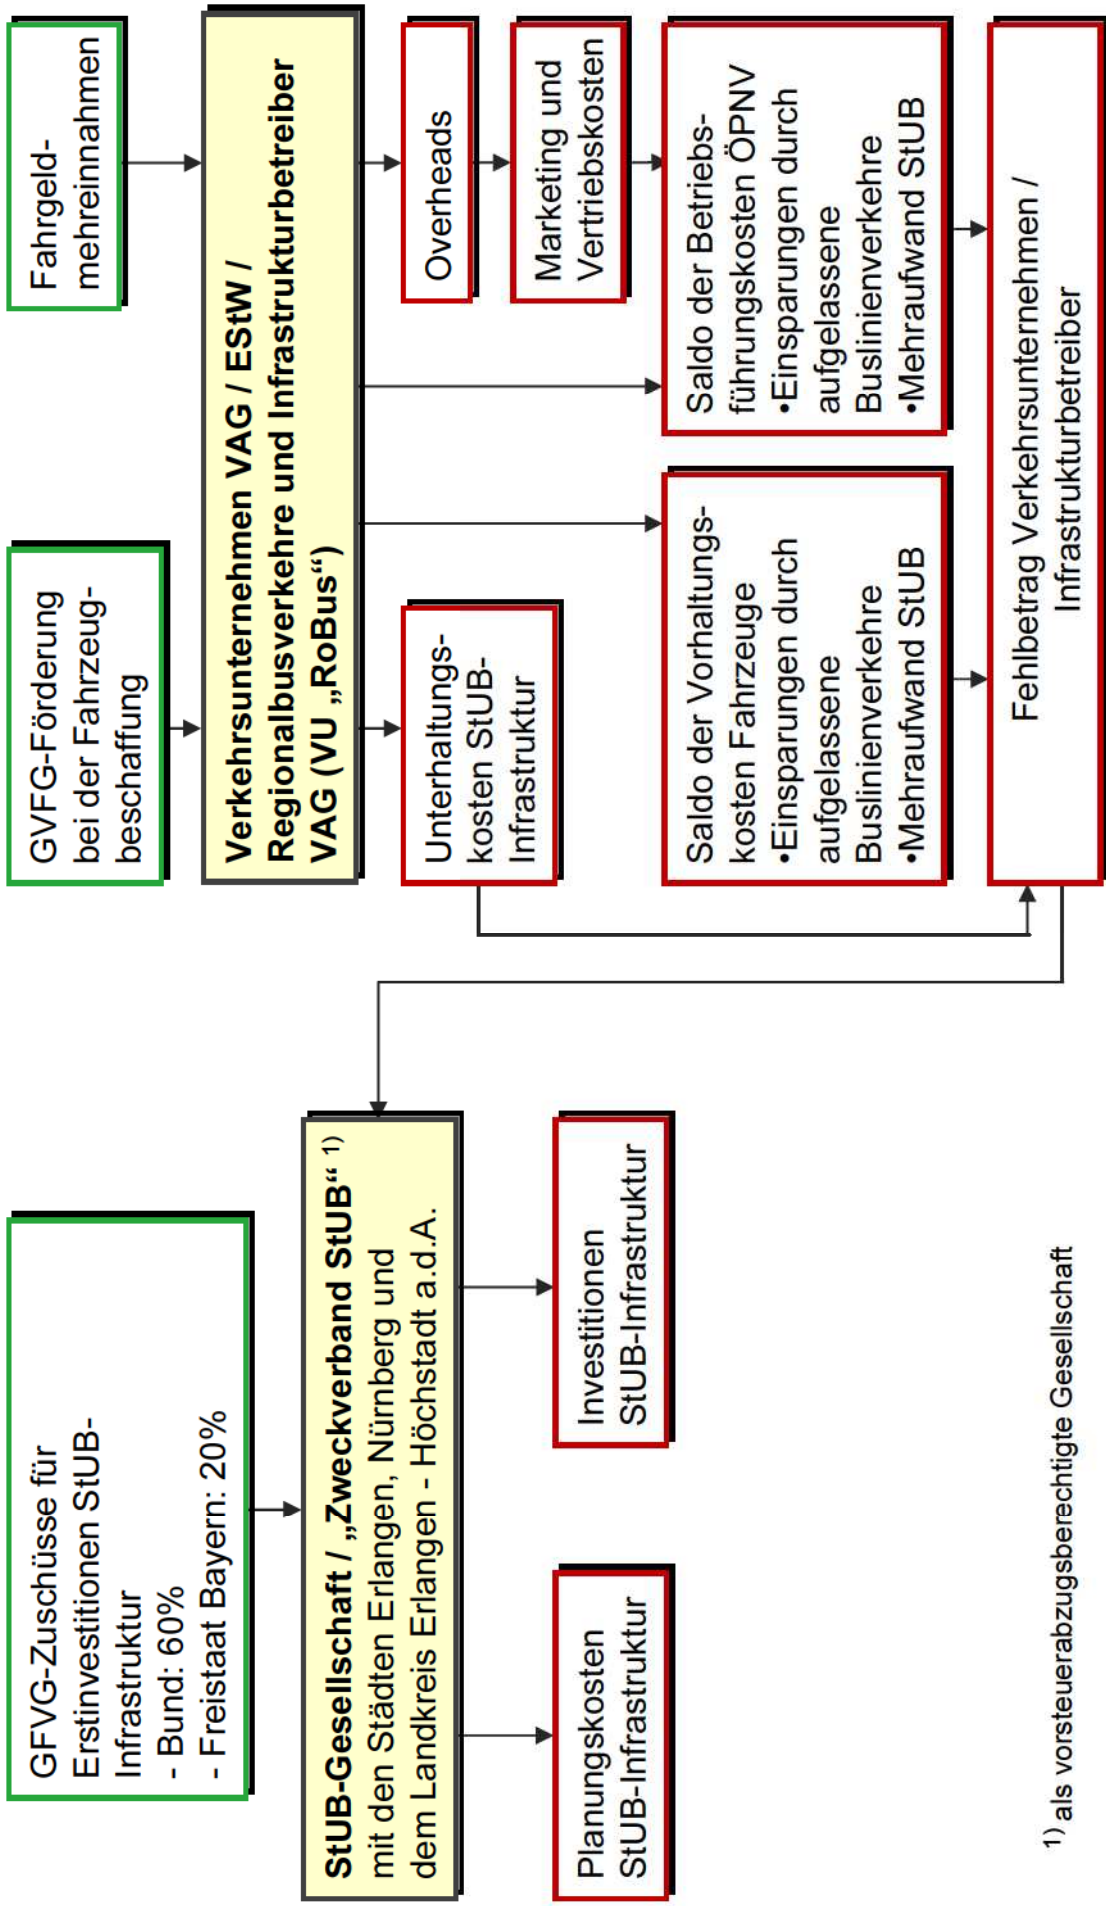 GFVG-Zuschüsse für
Erstinvestitionen StUB-
Infrastruktur
- Bund: 60%
- Freistaat Bayern: 20%
StUB-Gesellschaft / „Zweckverband StUB“ 1)
mit den Städten Erlangen, Nürnberg und
dem Landkreis Erlangen - Höchstadt a.d.A.
Planungskosten
StUB-Infrastruktur
Investitionen
StUB-Infrastruktur
1) als vorsteuerabzugsberechtigte Gesellschaft
GVFG-Förderung
bei der Fahrzeug-
beschaffung
Fahrgeld-
mehreinnahmen
Verkehrsunternehmen VAG / EStW /
Regionalbusverkehre und Infrastrukturbetreiber
VAG (VU „RoBus“)
Unterhaltungs-
kosten StUB-
Infrastruktur
Overheads
Marketing und
Vertriebskosten
Saldo der Vorhaltungs-
kosten Fahrzeuge
•Einsparungen durch
aufgelassene
Buslinienverkehre
•Mehraufwand StUB
Saldo der Betriebs-
führungskosten ÖPNV
•Einsparungen durch
aufgelassene
Buslinienverkehre
•Mehraufwand StUB
Fehlbetrag Verkehrsunternehmen /
Infrastrukturbetreiber